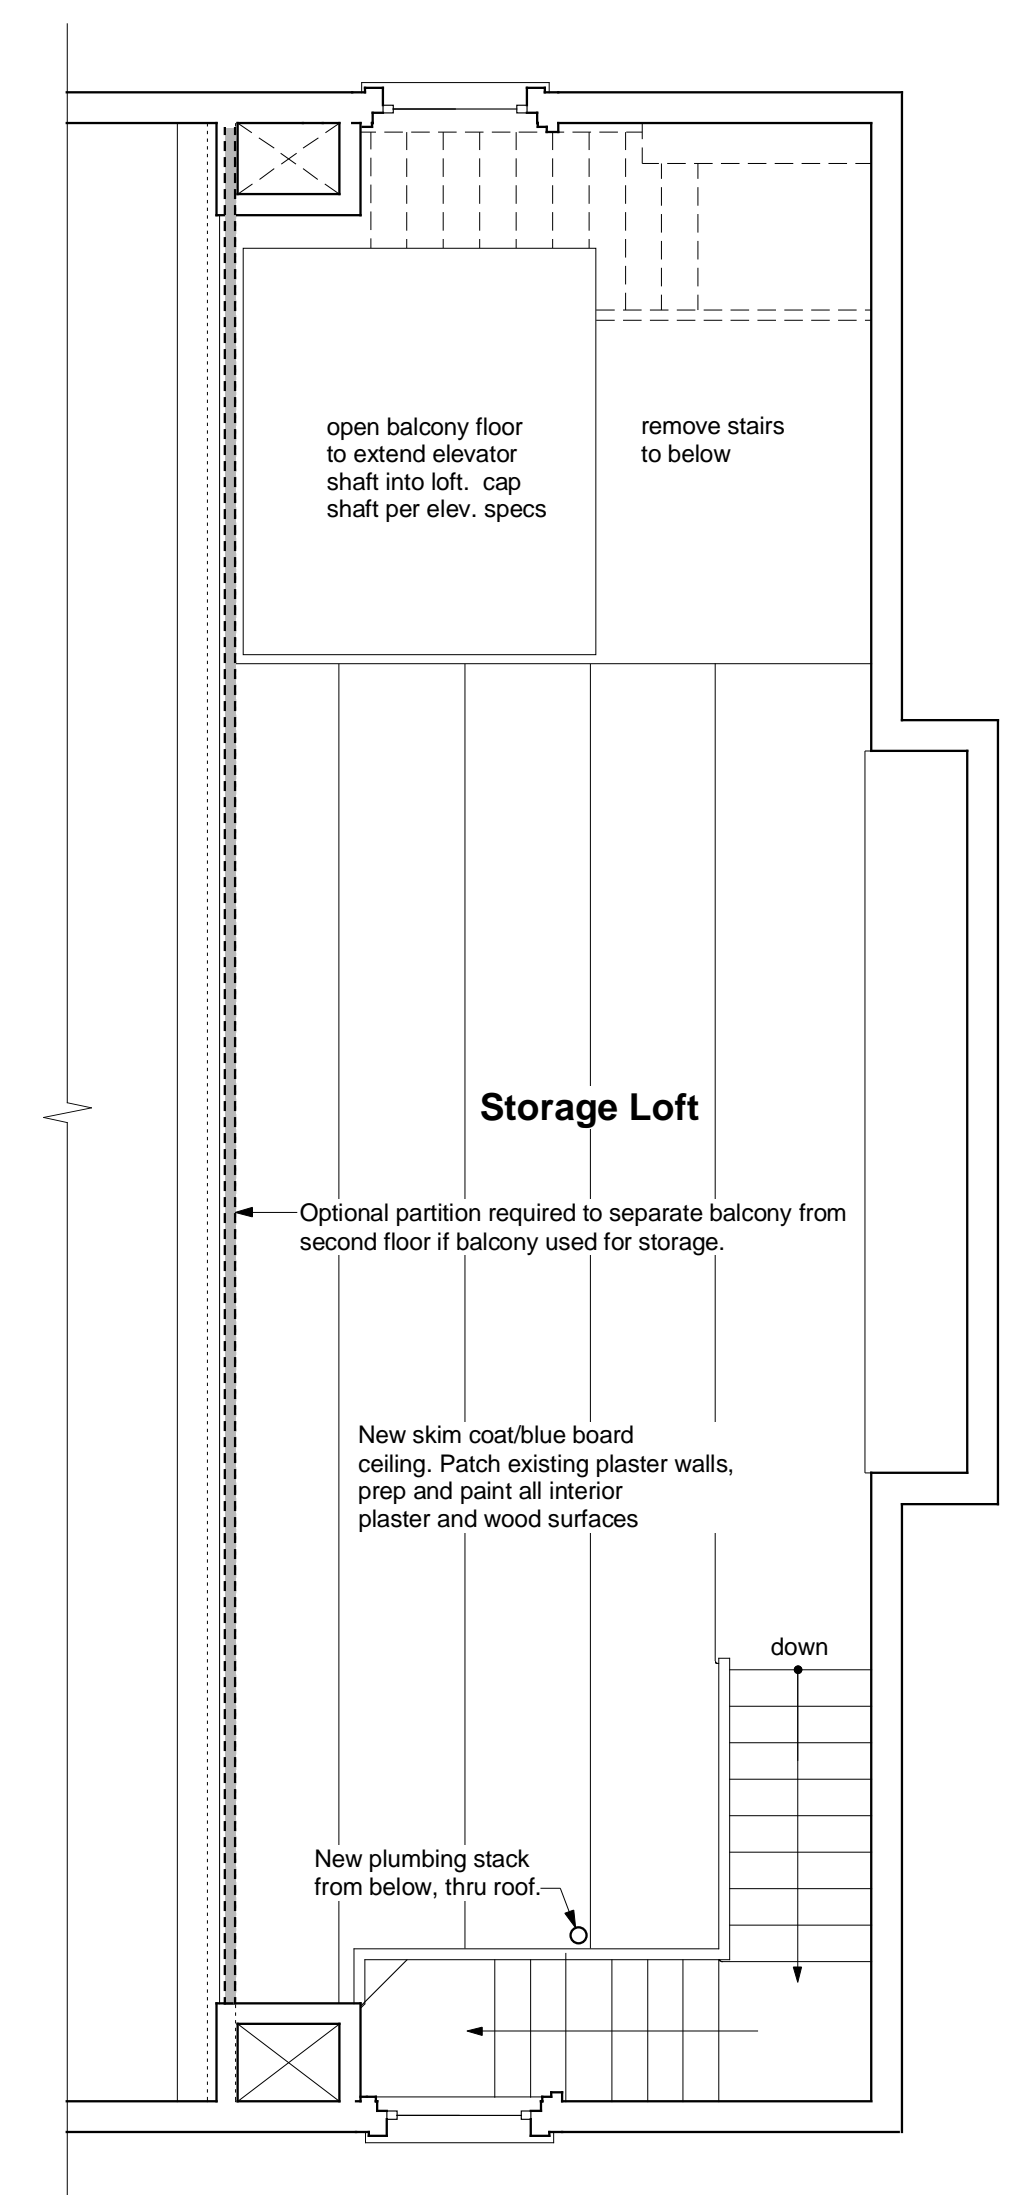 open balcony floor
to extend elevator
shaft into loft.  cap
shaft per elev. specs
remove stairs
to below
Storage Loft
Optional partition required to separate balcony from
second floor if balcony used for storage.
New skim coat/blue board
ceiling. Patch existing plaster walls,
prep and paint all interior
plaster and wood surfaces
down
New plumbing stack
from below, thru roof.